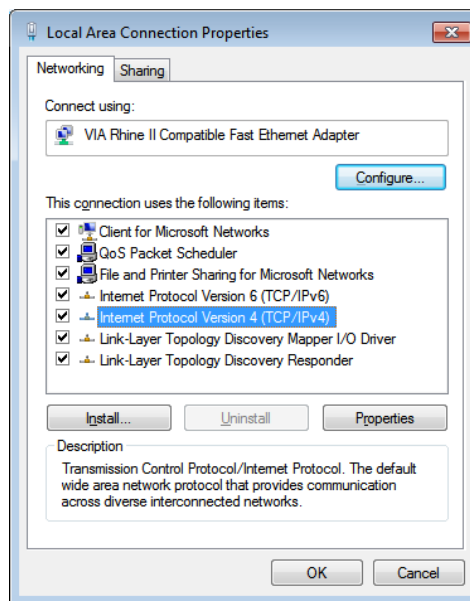 Local Area Connection Properties
Networking
Sharing
Connect using:
VIA Rhine II Compatible Fast Ethernet Adapter
Configure...
This connection uses the following items:
Client for Microsoft Networks
QoS Packet Scheduler
File and Printer Sharing for Microsoft Networks
Internet Protocol Version 6 (TCP/IPv6)
Internet Protocol Version 4 (TCP/IPv4)
Link-Layer Topology Discovery Mapper I/O Driver
Link-Layer Topology Discovery Responder
Install...
Uninstall
Properties
Description
Transmission Control Protocol/Internet Protocol. The default
wide area network protocol that provides communication
across diverse interconnected networks.
OK
Cancel